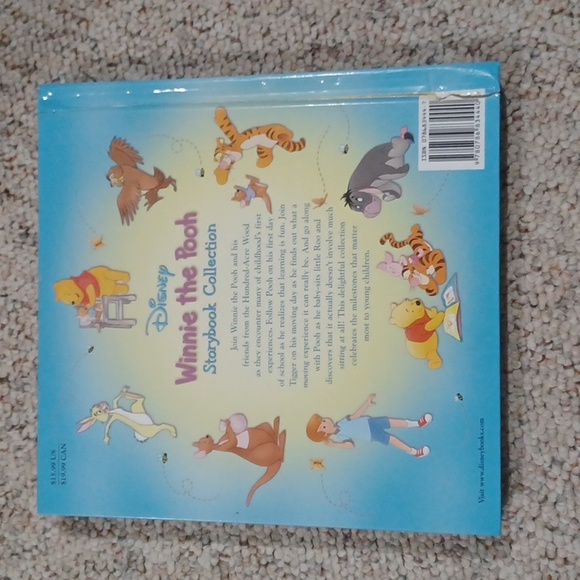 $15.99 US
$19.99 CAN
Disney
Winnie the Pooh
Storybook Collection
Join Winnie the Pooh and his
friends from the Hundred-Acre Wood
as they encounter many of childhood's first
experiences. Follow Pooh on his first day
of school as he realizes that learning is fun. Join
Tigger on his moving day as he finds out what a
moving experience it can really be. And go along
with Pooh as he baby-sits little Roo and
discovers that it actually doesn't involve much
sitting at all! This delightful collection
celebrates the milestones that matter
most to young children.
Visit www.disneybooks.com
ISBN
9 780786 834440